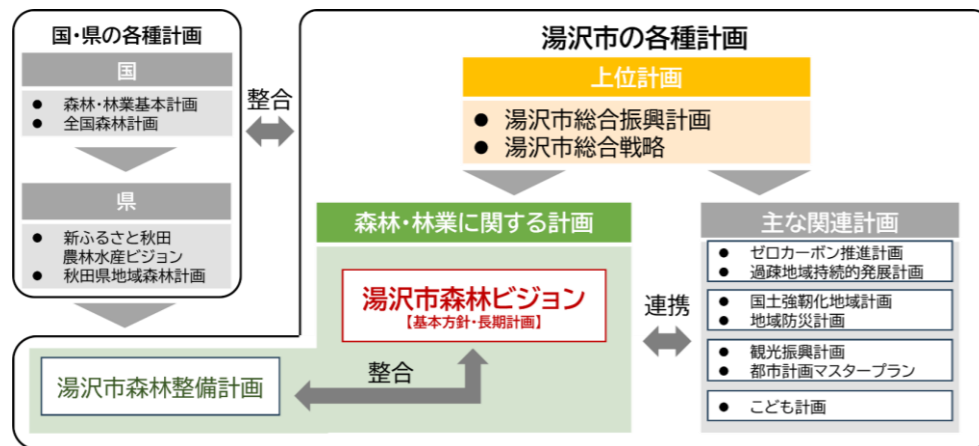 国・県の各種計画
国
● 森林・林業基本計画
● 全国森林計画
県
● 新ふるさと秋田
農林水産ビジョン
● 秋田県地域森林計画
整合
湯沢市の各種計画
上位計画
● 湯沢市総合振興計画
● 湯沢市総合戦略
森林・林業に関する計画
湯沢市森林ビジョン
【基本方針・長期計画】
整合
湯沢市森林整備計画
連携
主な関連計画
● ゼロカーボン推進計画
● 過疎地域持続的発展計画
● 国土強靱化地域計画
● 地域防災計画
● 観光振興計画
● 都市計画マスタープラン
● こども計画